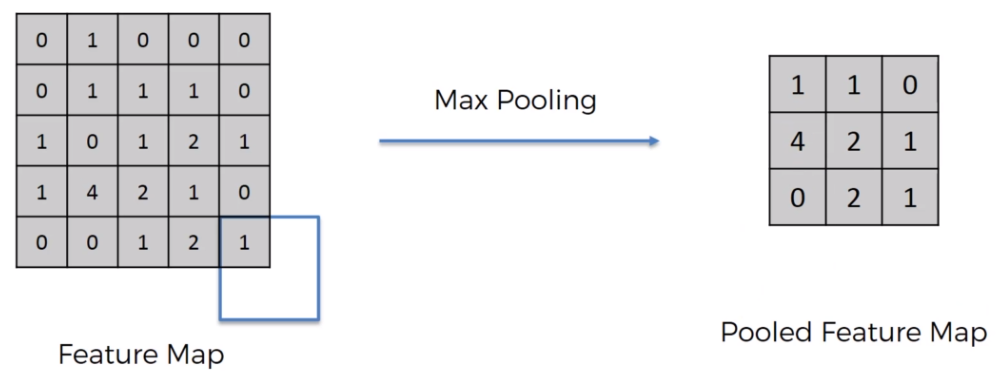 0 1 0 0 0
0 1 1 1 0
1 0 1 2 1
1 4 2 1 0
0 0 1 2 1
Feature Map
Max Pooling
1 1 0
4 2 1
0 2 1
Pooled Feature Map